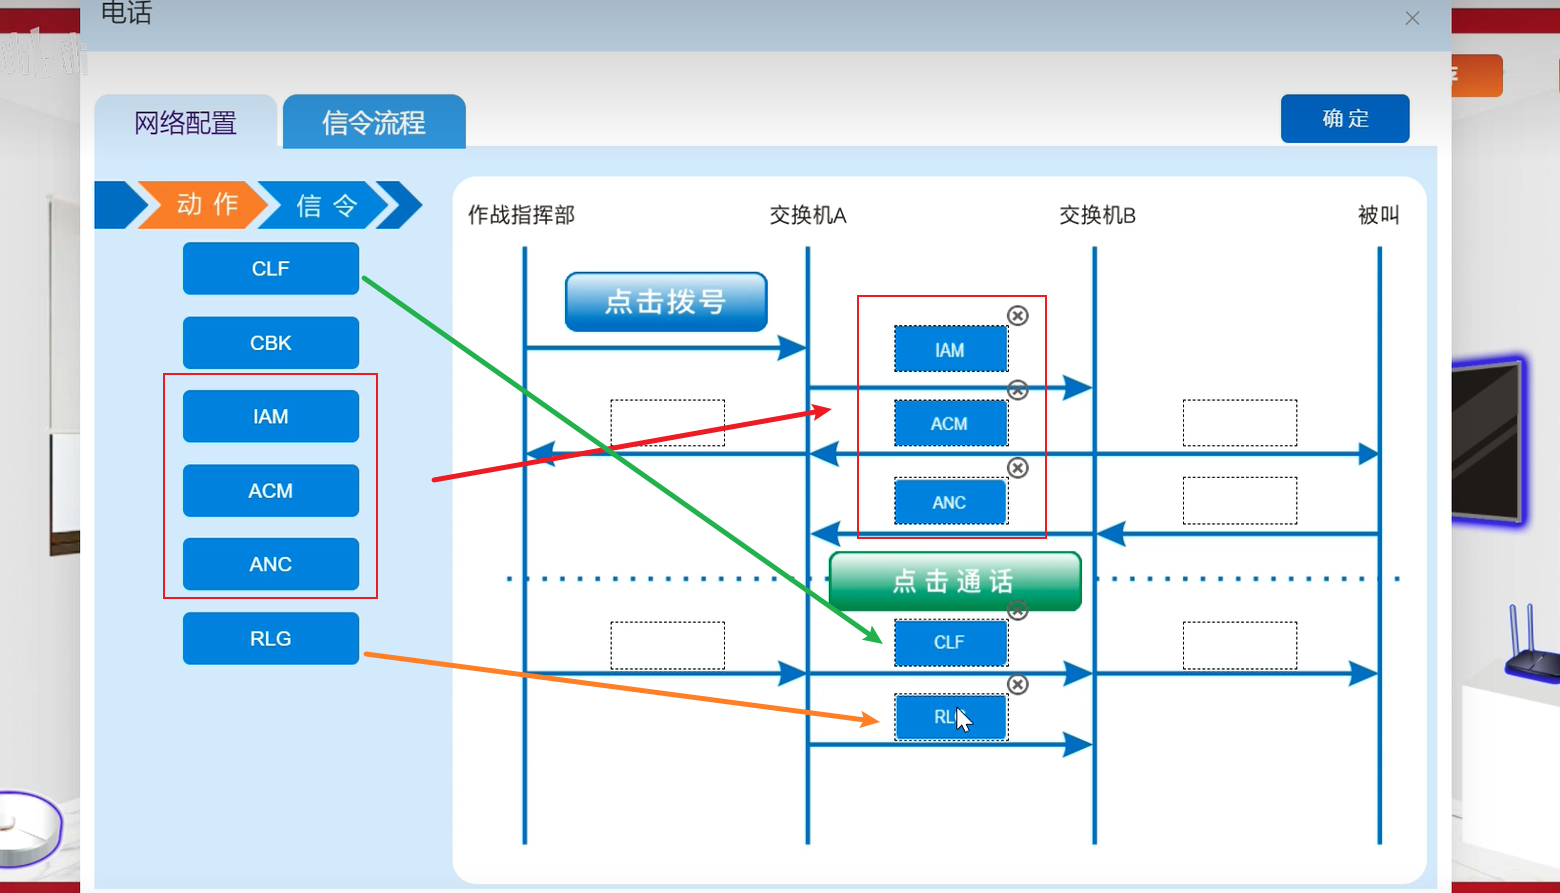 电话
网络配置
信令流程
确定
动作
信令
CLF
CBK
IAM
ACM
ANC
RLG
作战指挥部
交换机A
交换机B
被叫
点击拨号
IAM
ACM
ANC
点击通话
CLF